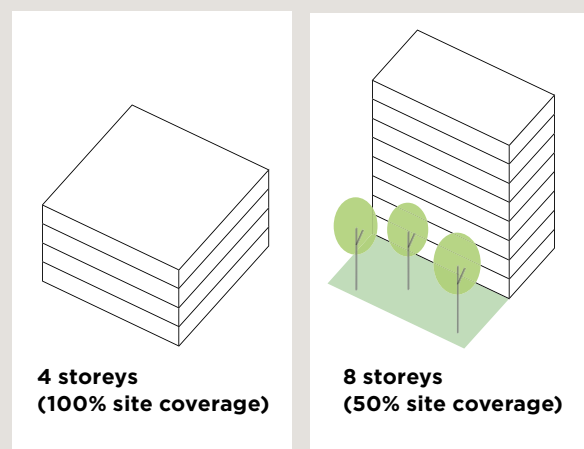 4 storeys
(100% site coverage)
8 storeys
(50% site coverage)